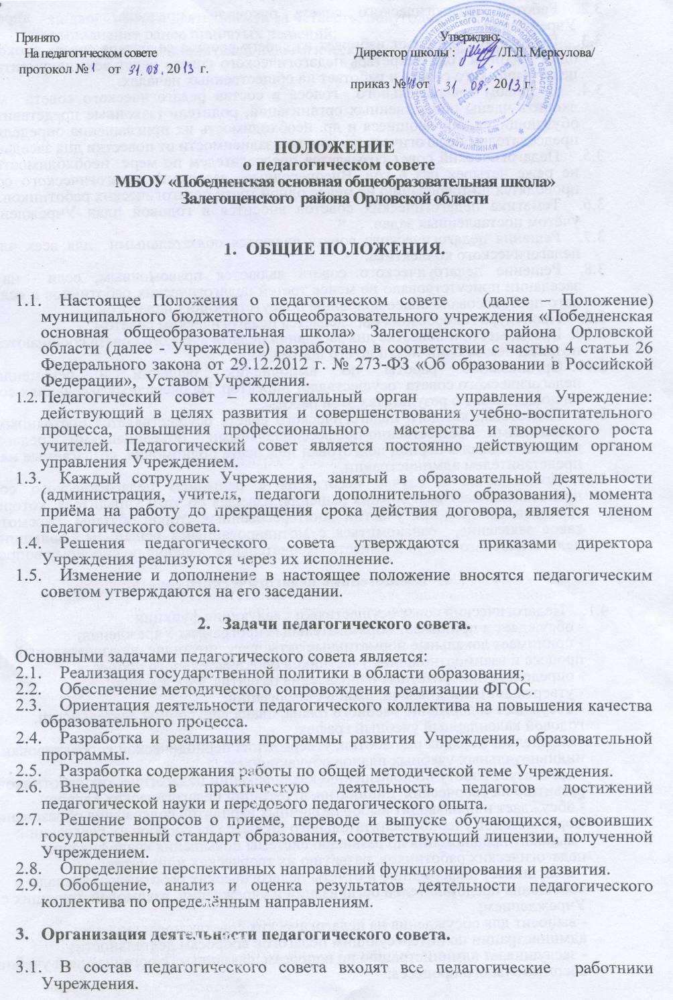 Принято
На педагогическом совете
протокол № 1 от 31.08.2013 г.
Утверждаю:
Директор школы : /Л.Л. Меркулова/
приказ №48 от 31.08.2013 г.
ПОЛОЖЕНИЕ
о педагогическом совете
МБОУ «Победненская основная общеобразовательная школа»
Залегощенского района Орловской области
1. ОБЩИЕ ПОЛОЖЕНИЯ.
1.1. Настоящее Положения о педагогическом совете (далее – Положение)
муниципального бюджетного общеобразовательного учреждения «Победненская
основная общеобразовательная школа» Залегощенского района Орловской
области (далее - Учреждение) разработано в соответствии с частью 4 статьи 26
Федерального закона от 29.12.2012 г. № 273-ФЗ «Об образовании в Российской
Федерации», Уставом Учреждения.
1.2. Педагогический совет – коллегиальный орган управления Учреждение:
действующий в целях развития и совершенствования учебно-воспитательного
процесса, повышения профессионального мастерства и творческого роста
учителей. Педагогический совет является постоянно действующим органом
управления Учреждением.
1.3. Каждый сотрудник Учреждения, занятый в образовательной деятельности
(администрация, учителя, педагоги дополнительного образования), момента
приёма на работу до прекращения срока действия договора, является членом
педагогического совета.
1.4. Решения педагогического совета утверждаются приказами директора
Учреждения реализуются через их исполнение.
1.5. Изменение и дополнение в настоящее положение вносятся педагогическим
советом утверждаются на его заседании.
2. Задачи педагогического совета.
Основными задачами педагогического совета является:
2.1. Реализация государственной политики в области образования;
2.2. Обеспечение методического сопровождения реализации ФГОС.
2.3. Ориентация деятельности педагогического коллектива на повышения качества
образовательного процесса.
2.4. Разработка и реализация программы развития Учреждения, образовательной
программы.
2.5. Разработка содержания работы по общей методической теме Учреждения.
2.6. Внедрение в практическую деятельность педагогов достижений
педагогической науки и передового педагогического опыта.
2.7. Решение вопросов о приеме, переводе и выпуске обучающихся, освоивших
государственный стандарт образования, соответствующий лицензии, полученной
Учреждением.
2.8. Определение перспективных направлений функционирования и развития.
2.9. Обобщение, анализ и оценка результатов деятельности педагогического
коллектива по определённым направлениям.
3. Организация деятельности педагогического совета.
3.1. В состав педагогического совета входят все педагогические работники
Учреждения.